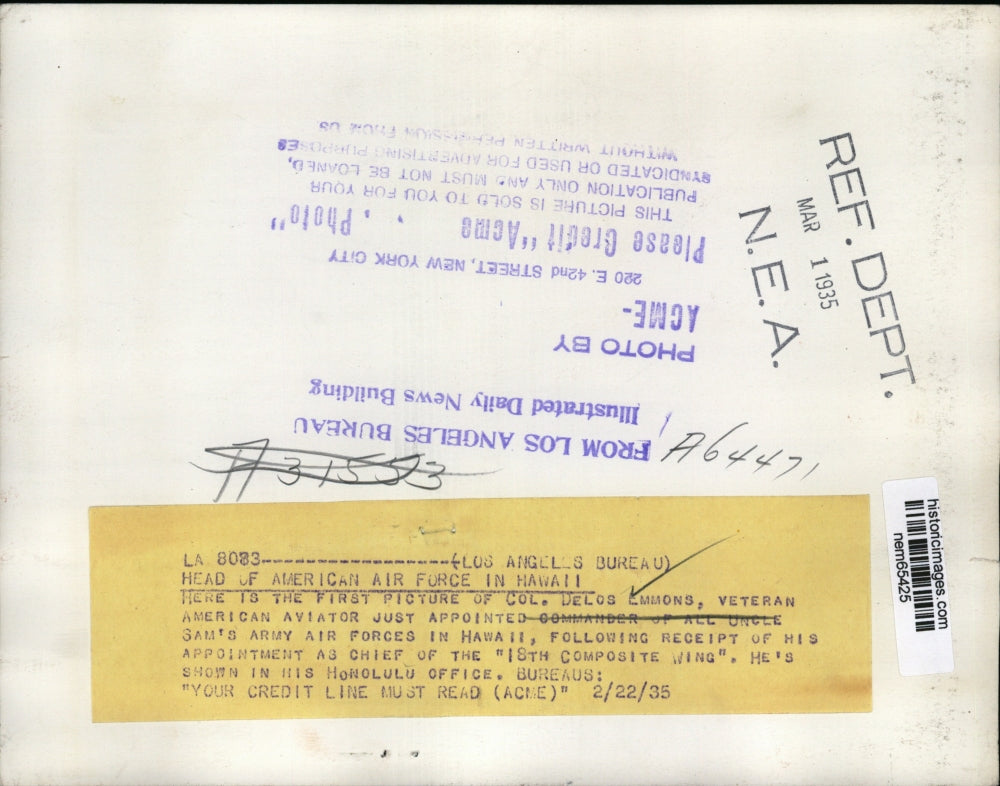 WITHOUT WRITTEN PERMISSION FROM US
SYNDICATED OR USED FOR ADVERTISING PURPOSES
PUBLICATION ONLY AND MUST NOT BE LOANED,
THIS PICTURE IS SOLD TO YOU FOR YOUR
Please Credit "Acme Photo"
220 E. 42nd STREET, NEW YORK CITY
ACME-
PHOTO BY
Illustrated Daily News Building
FROM LOS ANGELES BUREAU
REF. DEPT.
MAR 1 1935
N.E.A.
A64471
A31553
LA 8083--------------------(LOS ANGELES BUREAU)
HEAD OF AMERICAN AIR FORCE IN HAWAII
HERE IS THE FIRST PICTURE OF COL. DELOS EMMONS, VETERAN
AMERICAN AVIATOR JUST APPOINTED COMMANDER OF ALL UNCLE
SAM'S ARMY AIR FORCES IN HAWAII, FOLLOWING RECEIPT OF HIS
APPOINTMENT AS CHIEF OF THE "18TH COMPOSITE WING". HE'S
SHOWN IN HIS HONOLULU OFFICE. BUREAUS:
"YOUR CREDIT LINE MUST READ (ACME)" 2/22/35
historicimages.com
nem65425